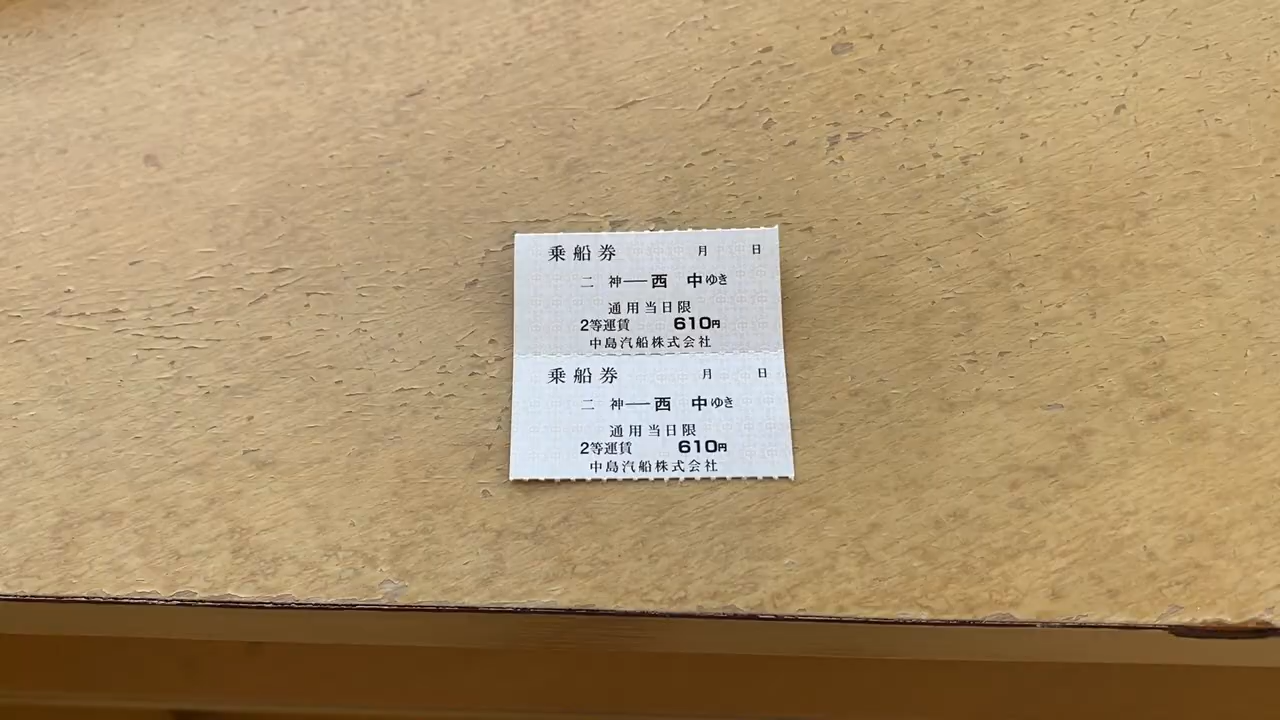 乗船券 月 日
二 神──西 中ゆき
通用当日限
2等運賃 610円
中島汽船株式会社
乗船券 月 日
二 神──西 中ゆき
通用当日限
2等運賃 610円
中島汽船株式会社